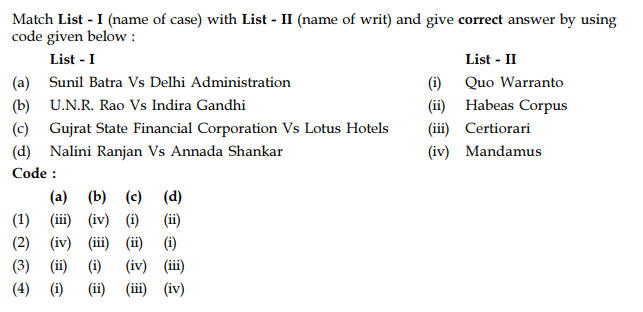 Match List - I (name of case) with List - II (name of writ) and give correct answer by using
code given below :
List - I List - II
(a) Sunil Batra Vs Delhi Administration (i) Quo Warranto
(b) U.N.R. Rao Vs Indira Gandhi (ii) Habeas Corpus
(c) Gujrat State Financial Corporation Vs Lotus Hotels (iii) Certiorari
(d) Nalini Ranjan Vs Annada Shankar (iv) Mandamus
Code :
(a) (b) (c) (d)
(1) (iii) (iv) (i) (ii)
(2) (iv) (iii) (ii) (i)
(3) (ii) (i) (iv) (iii)
(4) (i) (ii) (iii) (iv)